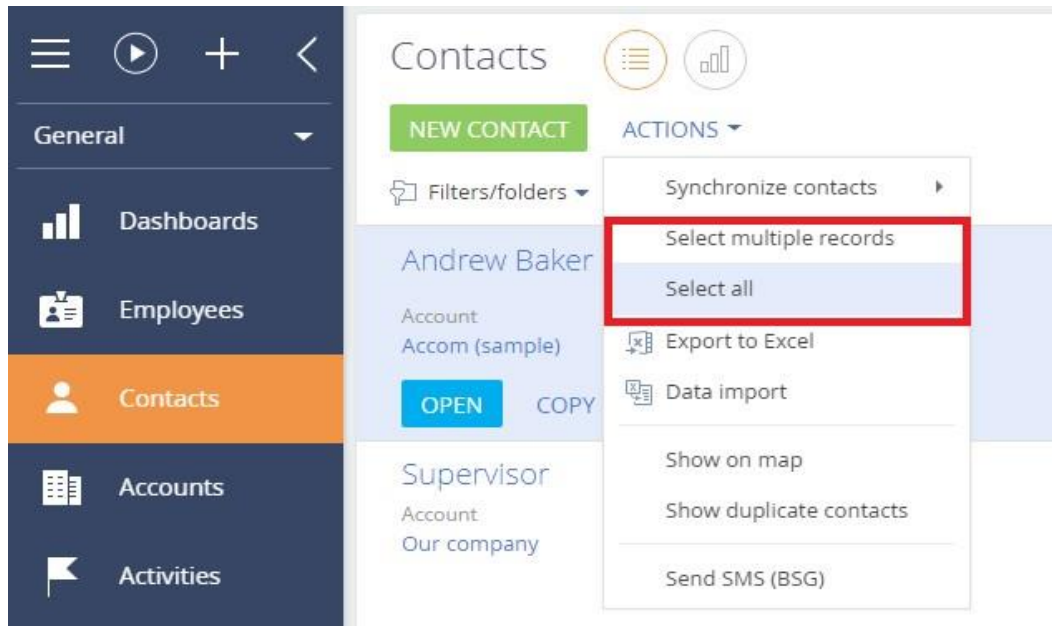 General
Dashboards
Employees
Contacts
Accounts
Activities
Contacts
NEW CONTACT
ACTIONS
Filters/folders
Andrew Baker
Account
Accom (sample)
OPEN COPY
Supervisor
Account
Our company
Synchronize contacts
Select multiple records
Select all
Export to Excel
Data import
Show on map
Show duplicate contacts
Send SMS (BSG)